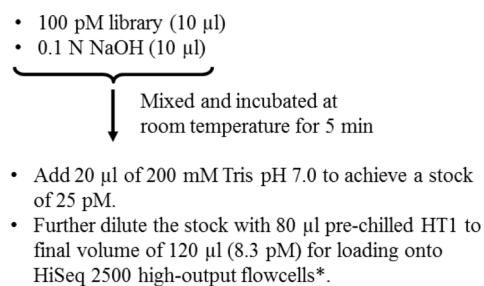 • 100 pM library (10 µl)
• 0.1 N NaOH (10 µl)
Mixed and incubated at
room temperature for 5 min
• Add 20 µl of 200 mM Tris pH 7.0 to achieve a stock
of 25 pM.
• Further dilute the stock with 80 µl pre-chilled HT1 to
final volume of 120 µl (8.3 pM) for loading onto
HiSeq 2500 high-output flowcells*.